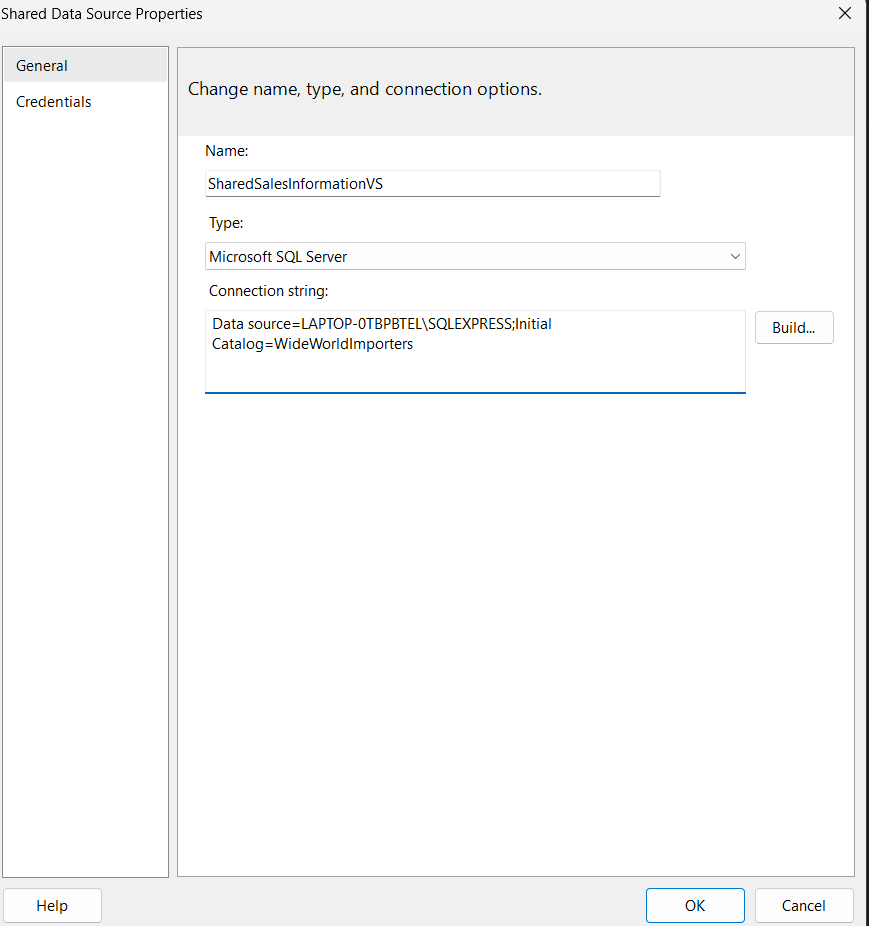 Shared Data Source Properties
General
Credentials
Change name, type, and connection options.
Name:
SharedSalesInformationVS
Type:
Microsoft SQL Server
Connection string:
Data source=LAPTOP-0TBPBTEL\SQLEXPRESS;Initial
Catalog=WideWorldImporters
Build...
Help
OK
Cancel